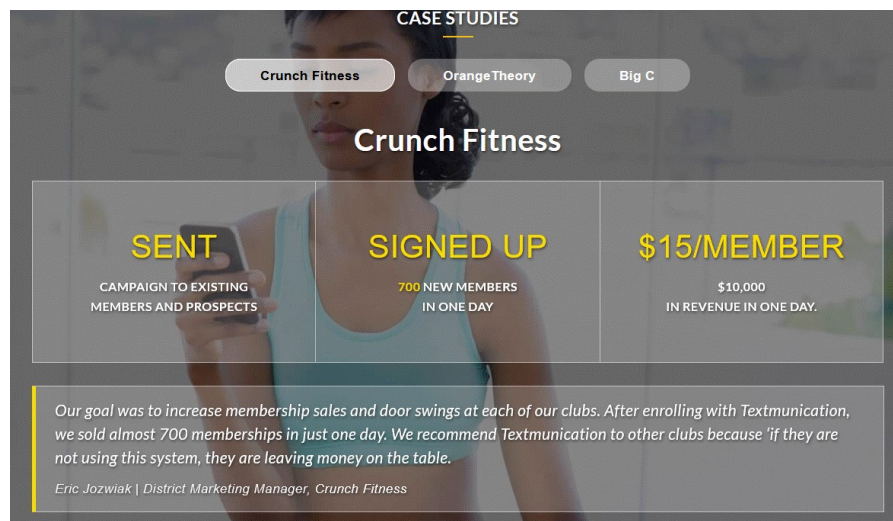 CASE STUDIES
Crunch Fitness
OrangeTheory
Big C
Crunch Fitness
SENT
CAMPAIGN TO EXISTING
MEMBERS AND PROSPECTS
SIGNED UP
700 NEW MEMBERS
IN ONE DAY
$15/MEMBER
$10,000
IN REVENUE IN ONE DAY.
Our goal was to increase membership sales and door swings at each of our clubs. After enrolling with Textmunication,
we sold almost 700 memberships in just one day. We recommend Textmunication to other clubs because 'if they are
not using this system, they are leaving money on the table.
Eric Jozwiak | District Marketing Manager, Crunch Fitness